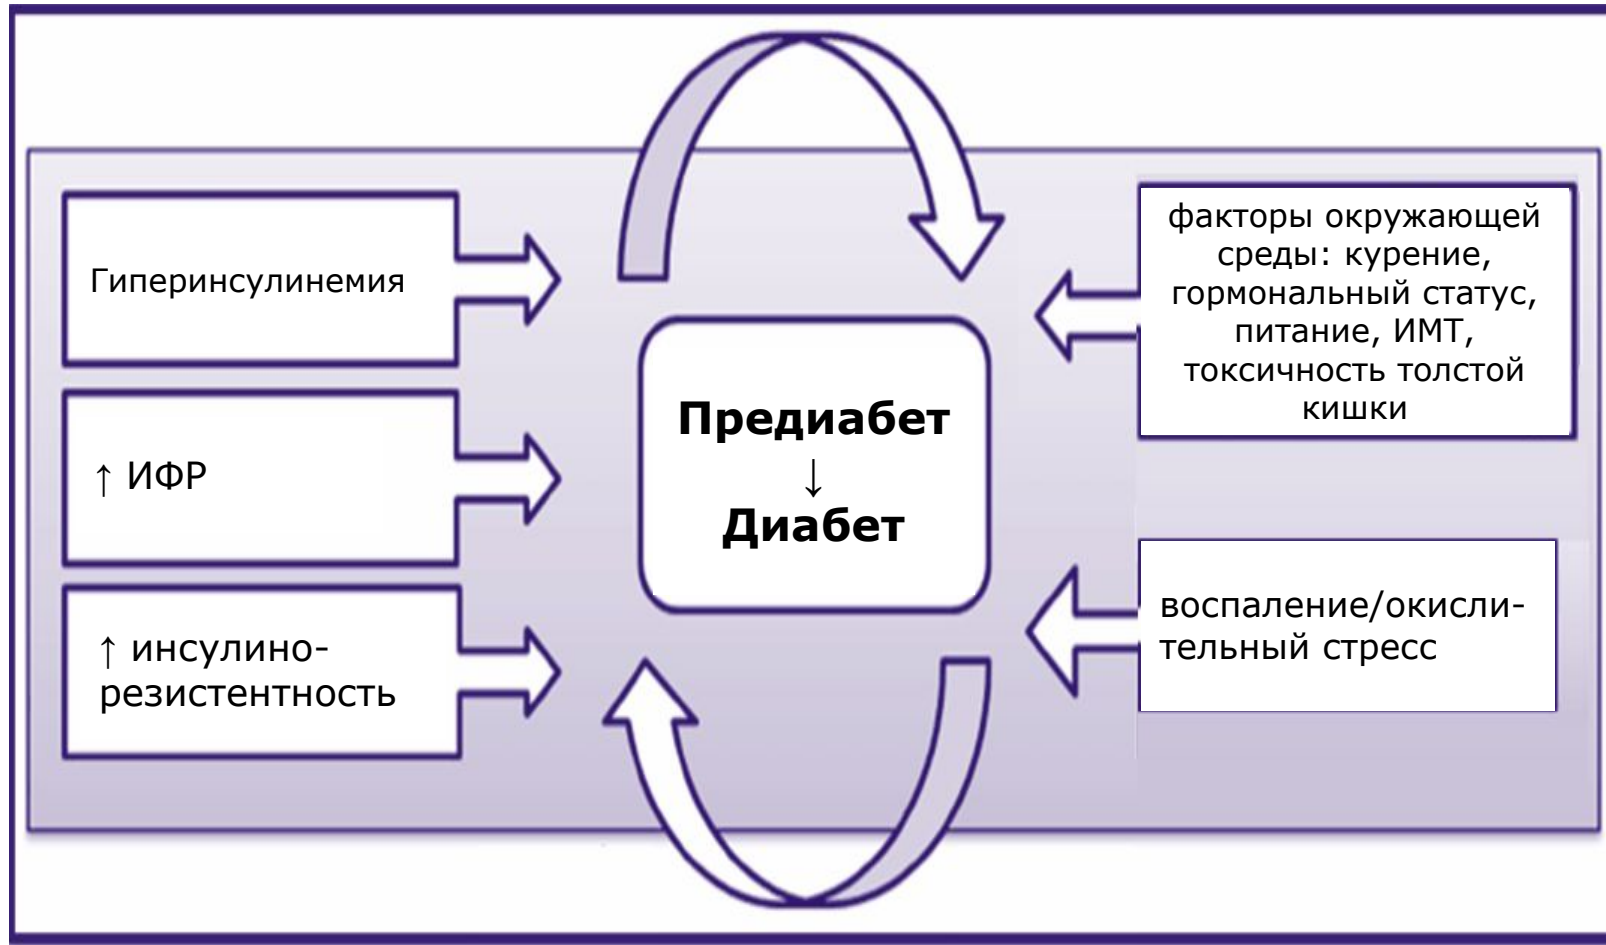 Гиперинсулинемия
↑ ИФР
↑ инсулино-
резистентность
Предиабет
↓
Диабет
факторы окружающей
среды: курение,
гормональный статус,
питание, ИМТ,
токсичность толстой
кишки
воспаление/окисли-
тельный стресс